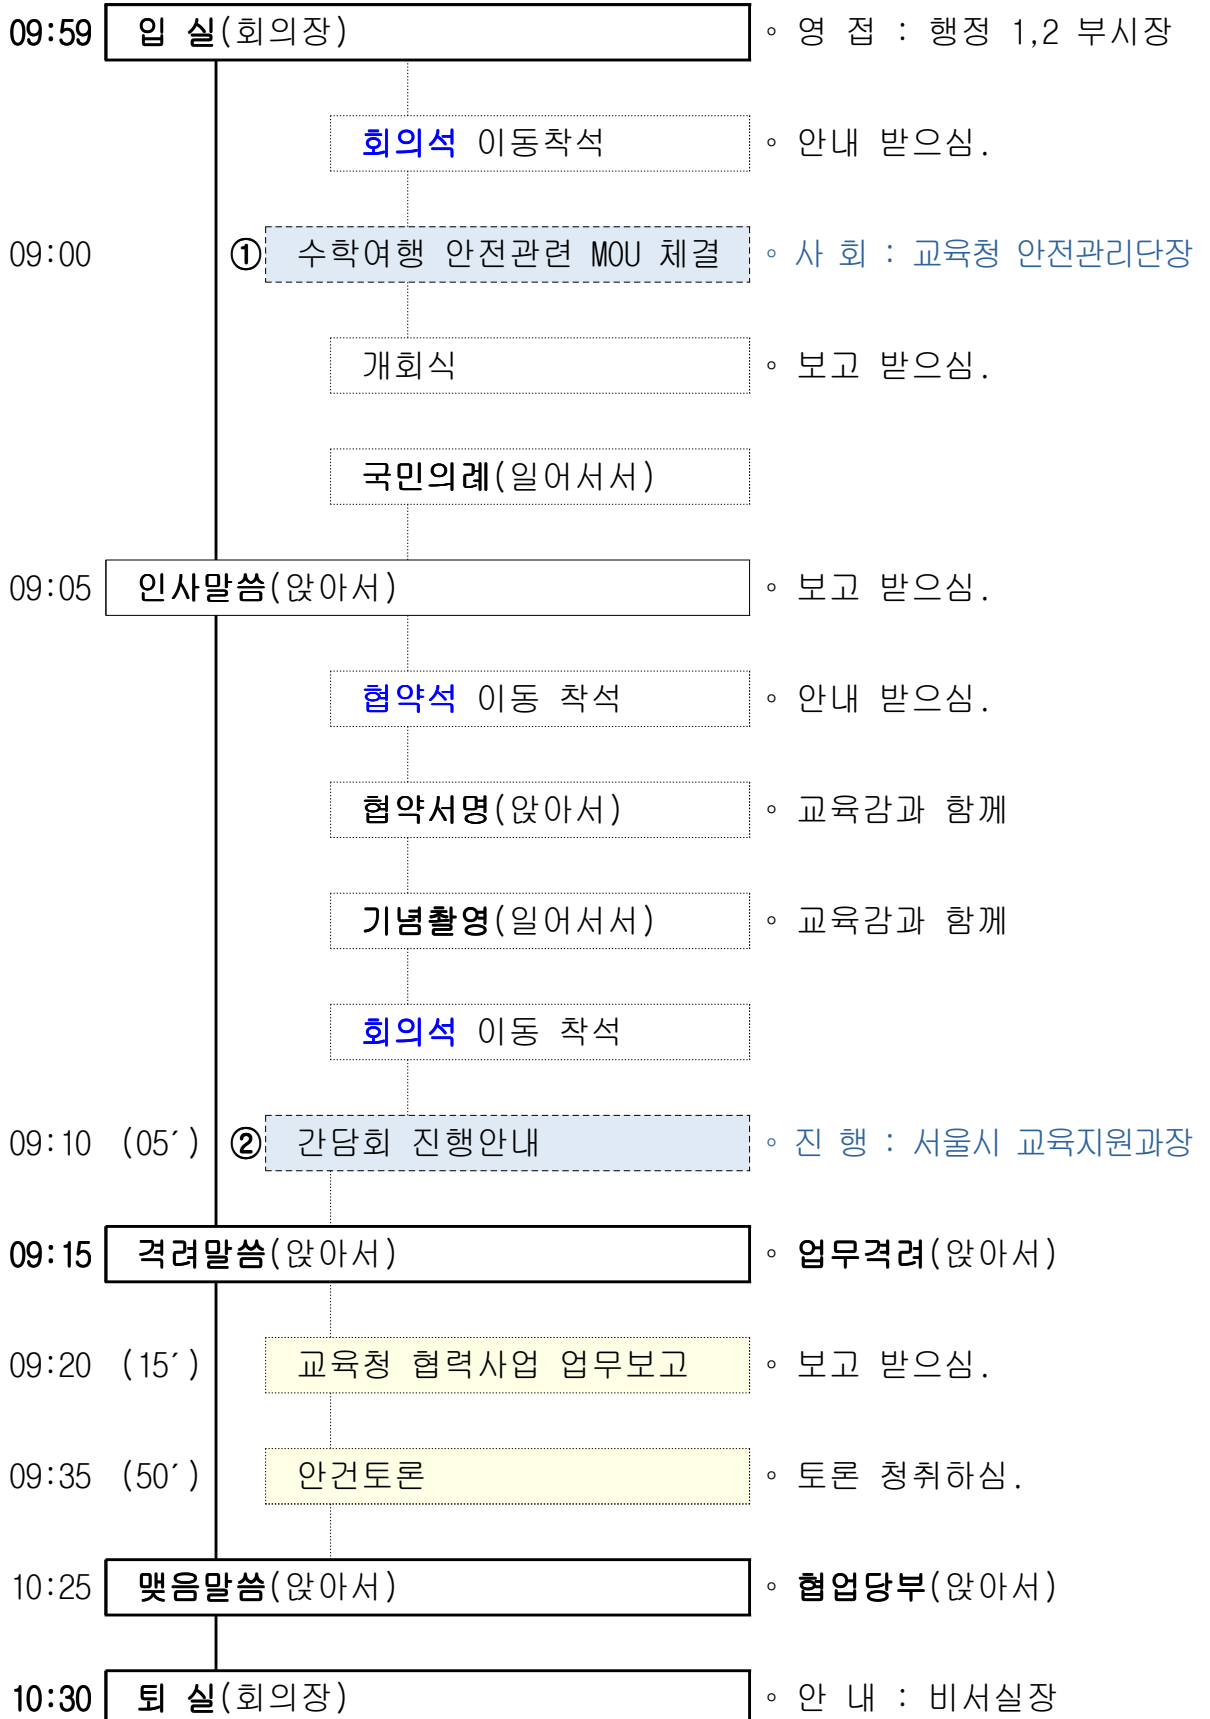 09:59 입 실(회의장) ◦ 영 접 : 행정 1,2 부시장
회의석 이동착석 ◦ 안내 받으심.
09:00 ① 수학여행 안전관련 MOU 체결 ◦ 사 회 : 교육청 안전관리단장
개회식 ◦ 보고 받으심.
국민의례(일어서서)
09:05 인사말씀(앉아서) ◦ 보고 받으심.
협약석 이동 착석 ◦ 안내 받으심.
협약서명(앉아서) ◦ 교육감과 함께
기념촬영(일어서서) ◦ 교육감과 함께
회의석 이동 착석
09:10 (05´) ② 간담회 진행안내 ◦ 진 행 : 서울시 교육지원과장
09:15 격려말씀(앉아서) ◦ 업무격려(앉아서)
09:20 (15´) 교육청 협력사업 업무보고 ◦ 보고 받으심.
09:35 (50´) 안건토론 ◦ 토론 청취하심.
10:25 맺음말씀(앉아서) ◦ 협업당부(앉아서)
10:30 퇴 실(회의장) ◦ 안 내 : 비서실장